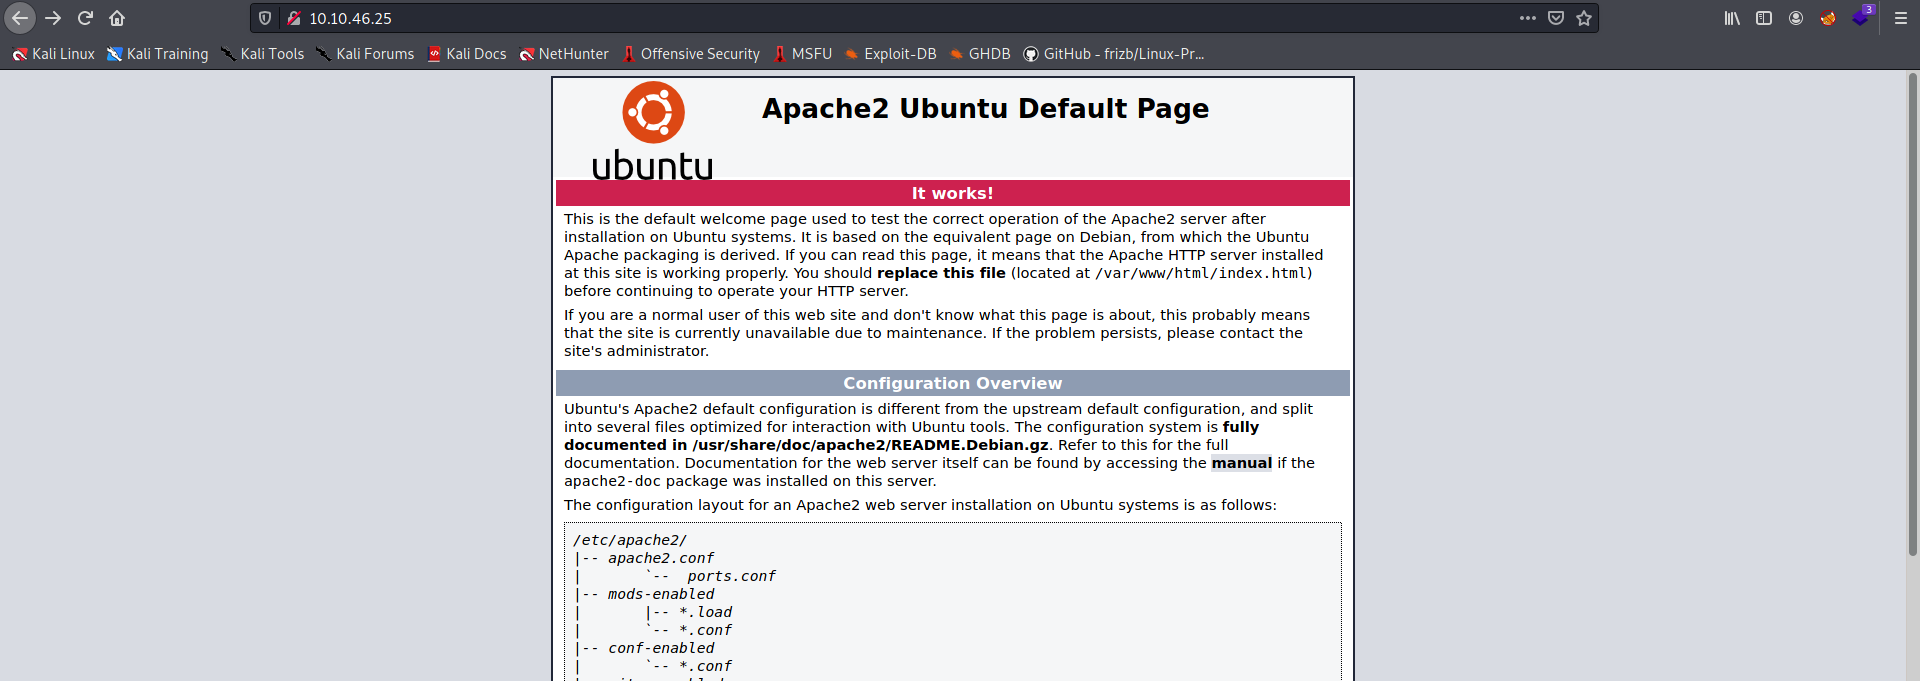 10.10.46.25
Kali Linux Kali Training Kali Tools Kali Forums Kali Docs NetHunter Offensive Security MSFU Exploit-DB GHDB GitHub - frizb/Linux-Pr...
3
ubuntu
Apache2 Ubuntu Default Page
It works!
This is the default welcome page used to test the correct operation of the Apache2 server after
installation on Ubuntu systems. It is based on the equivalent page on Debian, from which the Ubuntu
Apache packaging is derived. If you can read this page, it means that the Apache HTTP server installed
at this site is working properly. You should replace this file (located at /var/www/html/index.html)
before continuing to operate your HTTP server.
If you are a normal user of this web site and don't know what this page is about, this probably means
that the site is currently unavailable due to maintenance. If the problem persists, please contact the
site's administrator.
Configuration Overview
Ubuntu's Apache2 default configuration is different from the upstream default configuration, and split
into several files optimized for interaction with Ubuntu tools. The configuration system is fully
documented in /usr/share/doc/apache2/README.Debian.gz. Refer to this for the full
documentation. Documentation for the web server itself can be found by accessing the manual if the
apache2-doc package was installed on this server.
The configuration layout for an Apache2 web server installation on Ubuntu systems is as follows:
/etc/apache2/
|-- apache2.conf
|       `--  ports.conf
|-- mods-enabled
|       |-- *.load
|       `-- *.conf
|-- conf-enabled
|       `-- *.conf